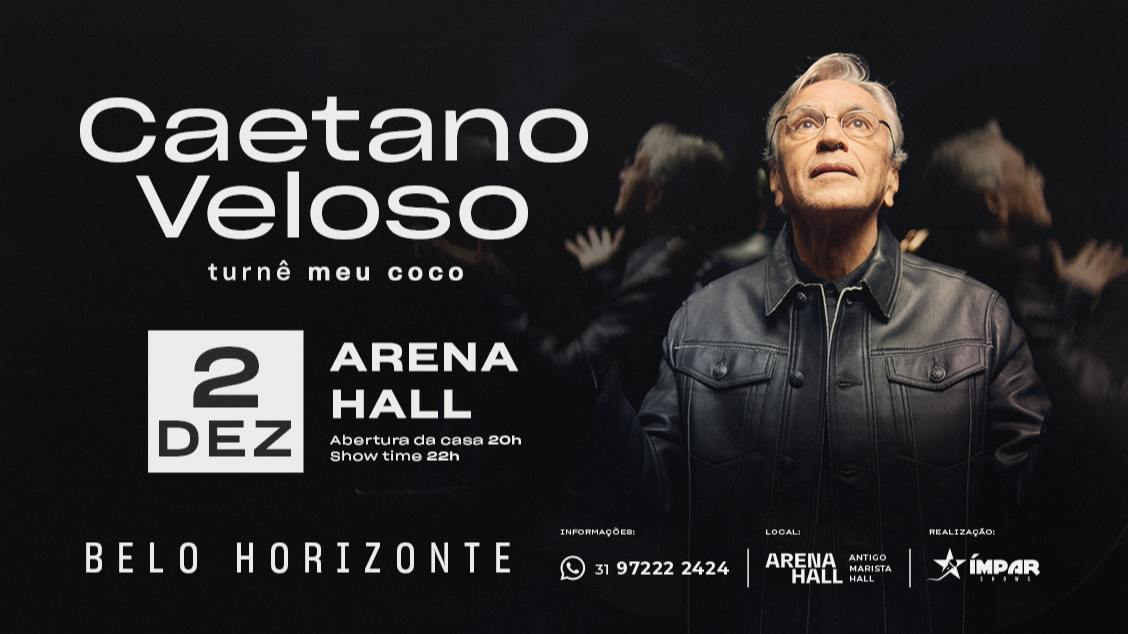 Caetano
Veloso
turnê meu coco
2
DEZ
ARENA
HALL
Abertura da casa 20h
Show time 22h
BELO HORIZONTE
INFORMAÇÕES:
31 97222 2424
LOCAL:
ARENA
HALL
ANTIGO
MARISTA
HALL
REALIZAÇÃO:
ÍMPAR
SHOWS